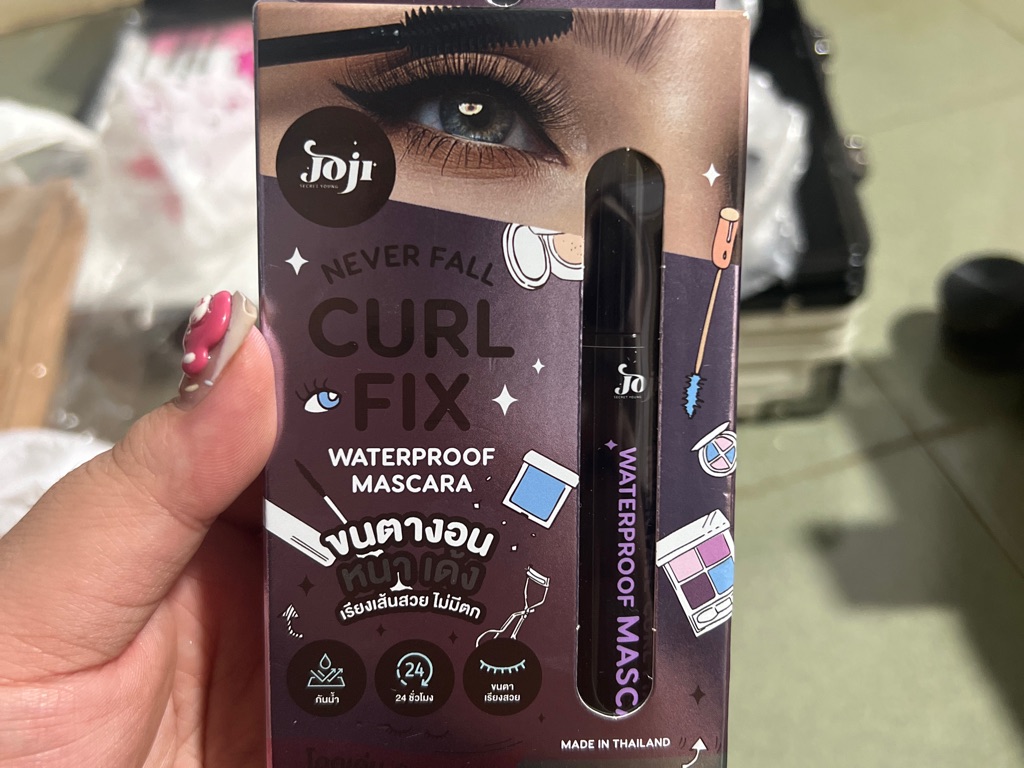 Joji
SECRET YOUNG
NEVER FALL
CURL
FIX
WATERPROOF
MASCARA
ขนตางอน
หนา เด้ง
เรียงเส้นสวย ไม่มีตก
กันน้ำ
24
24 ชั่วโมง
ขนตา
เรียงสวย
JO
SECRET YOUNG
WATERPROOF MASCA
MADE IN THAILAND